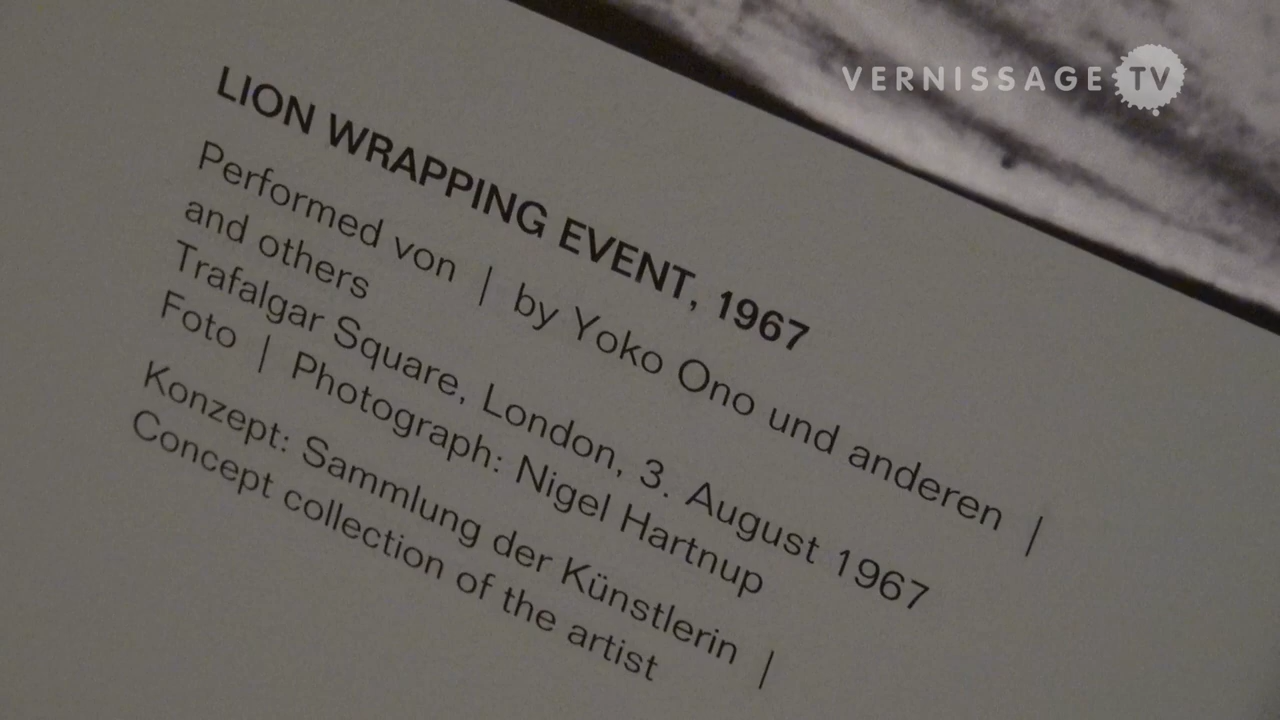 VERNISSAGE TV
LION WRAPPING EVENT, 1967
Performed von | by Yoko Ono und anderen |
and others
Trafalgar Square, London, 3. August 1967
Foto | Photograph: Nigel Hartnup
Konzept: Sammlung der Künstlerin |
Concept collection of the artist